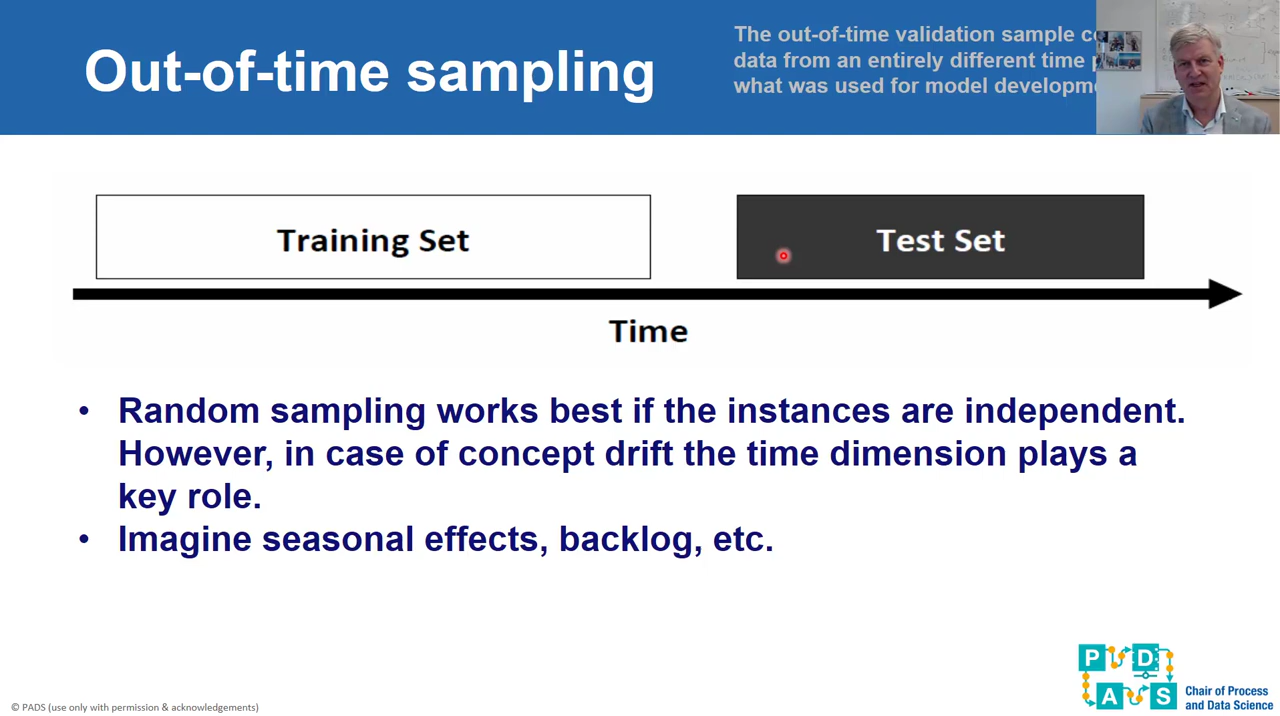 Out-of-time sampling
The out-of-time validation sample
data from an entirely different time
what was used for model
Training Set
Test Set
Time
• Random sampling works best if the instances are independent.
However, in case of concept drift the time dimension plays a
key role.
• Imagine seasonal effects, backlog, etc.
P D
A S
Chair of Process
and Data Science
© PADS (use only with permission & acknowledgements)